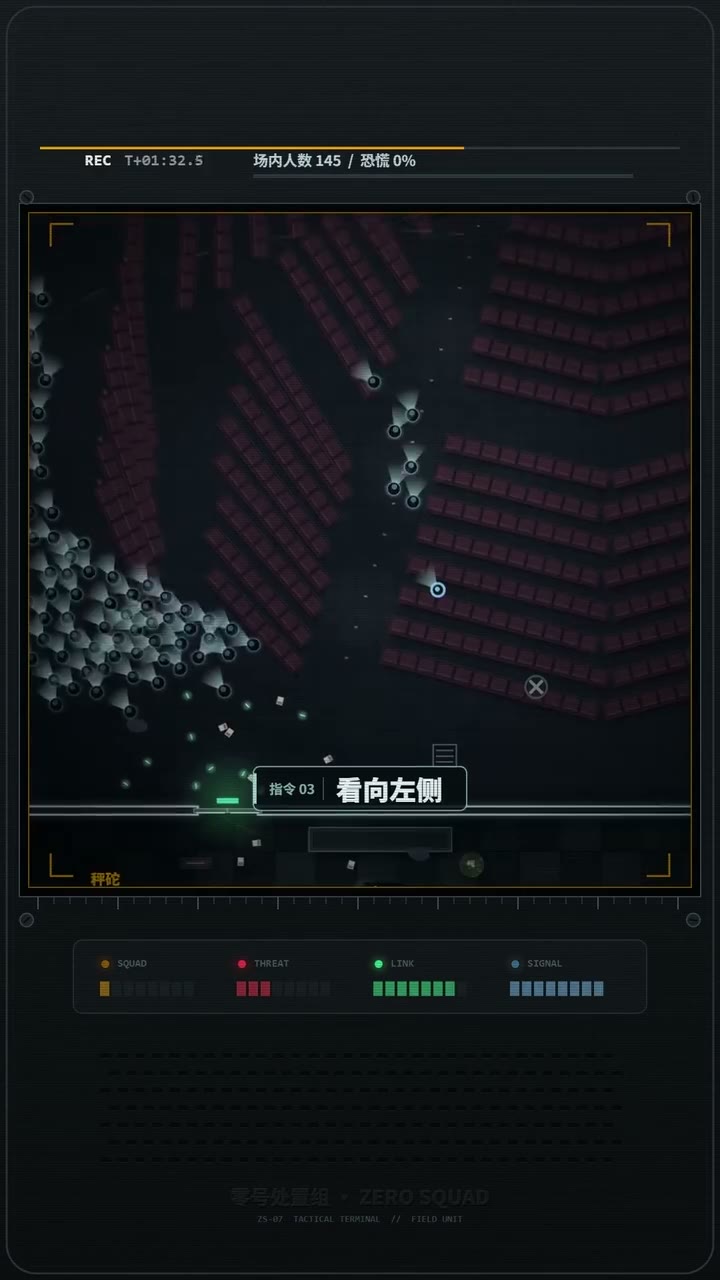 REC T+01:32.5 场内人数 145 / 恐慌 0%
指令 03 看向左侧
秤砣
SQUAD THREAT LINK SIGNAL
零号处置组 · ZERO SQUAD
ZS-07 TACTICAL TERMINAL // FIELD UNIT